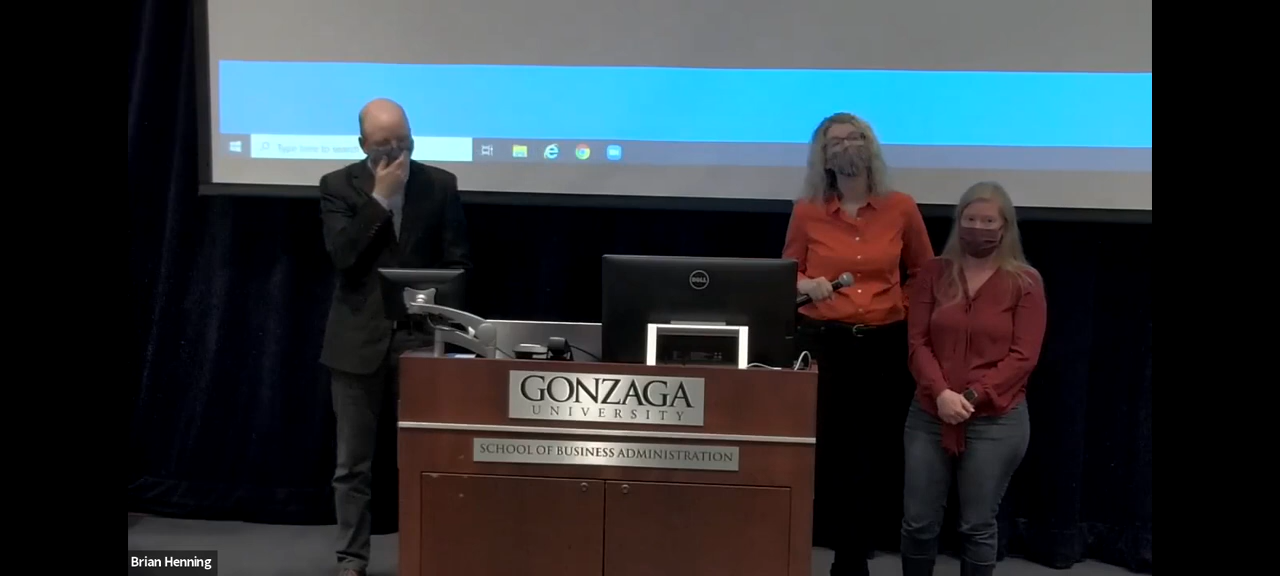 Type here to search
DELL
GONZAGA
UNIVERSITY
SCHOOL OF BUSINESS ADMINISTRATION
Brian Henning